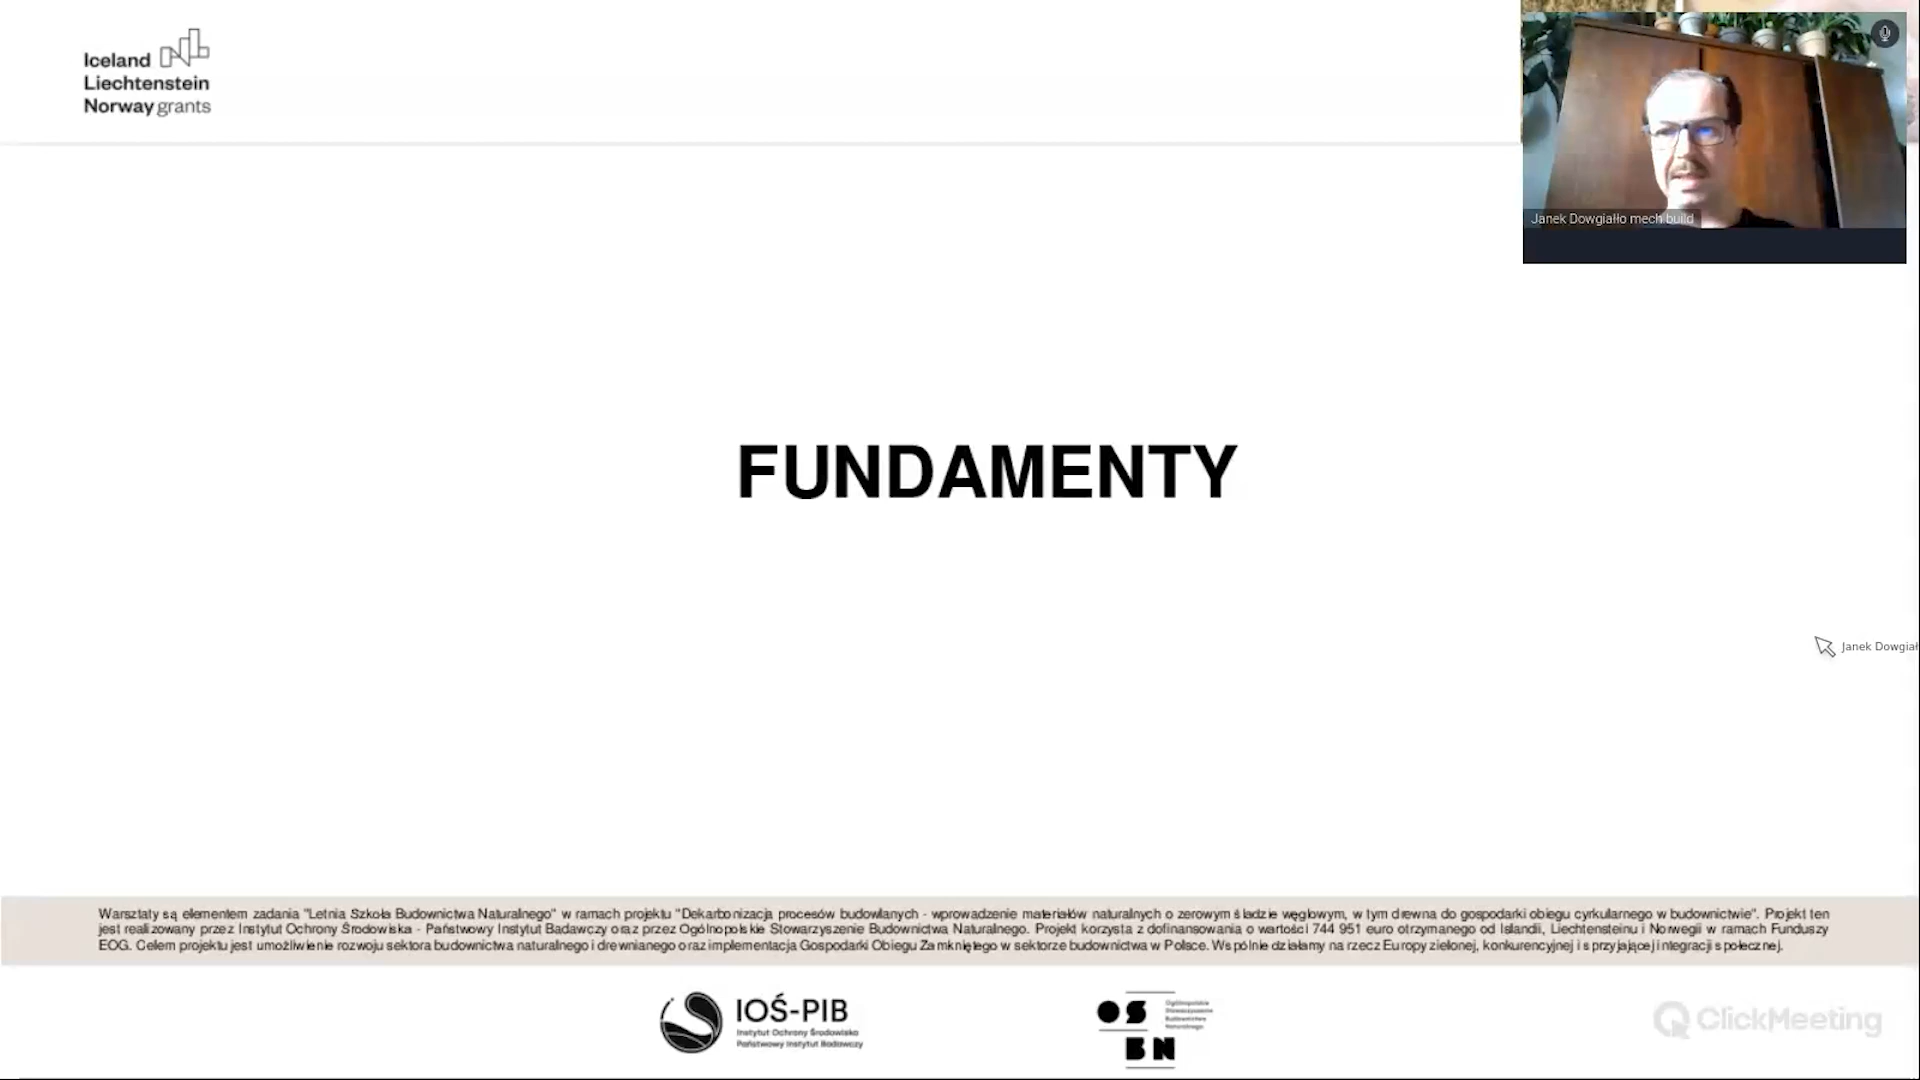 Iceland
Liechtenstein
Norway grants
Janek Dowgiałło mech build
FUNDAMENTY
Janek Dowgiał
Warsztaty są elementem zadania "Letnia Szkoła Budownictwa Naturalnego" w ramach projektu "Dekarbonizacja procesów budowlanych - wprowadzenie materiałów naturalnych o zerowym śladzie węglowym, w tym drewna do gospodarki obiegu cyrkularnego w budownictwie". Projekt ten
jest realizowany przez Instytut Ochrony Środowiska - Państwowy Instytut Badawczy oraz przez Ogólnopolskie Stowarzyszenie Budownictwa Naturalnego. Projekt korzysta z dofinansowania o wartości 744 951 euro otrzymanego od Islandii, Liechtensteinu i Norwegii w ramach Funduszy
EOG. Celem projektu jest umożliwienie rozwoju sektora budownictwa naturalnego i drewnianego oraz implementacja Gospodarki Obiegu Zamkniętego w sektorze budownictwa w Polsce. Wspólnie działamy na rzecz Europy zielonej, konkurencyjnej i sprzyjającej integracji społecznej.
IOŚ-PIB
Instytut Ochrony Środowiska
Państwowy Instytut Badawczy
OS
BN
Ogólnopolskie
Stowarzyszenie
Budownictwa
Naturalnego
ClickMeeting